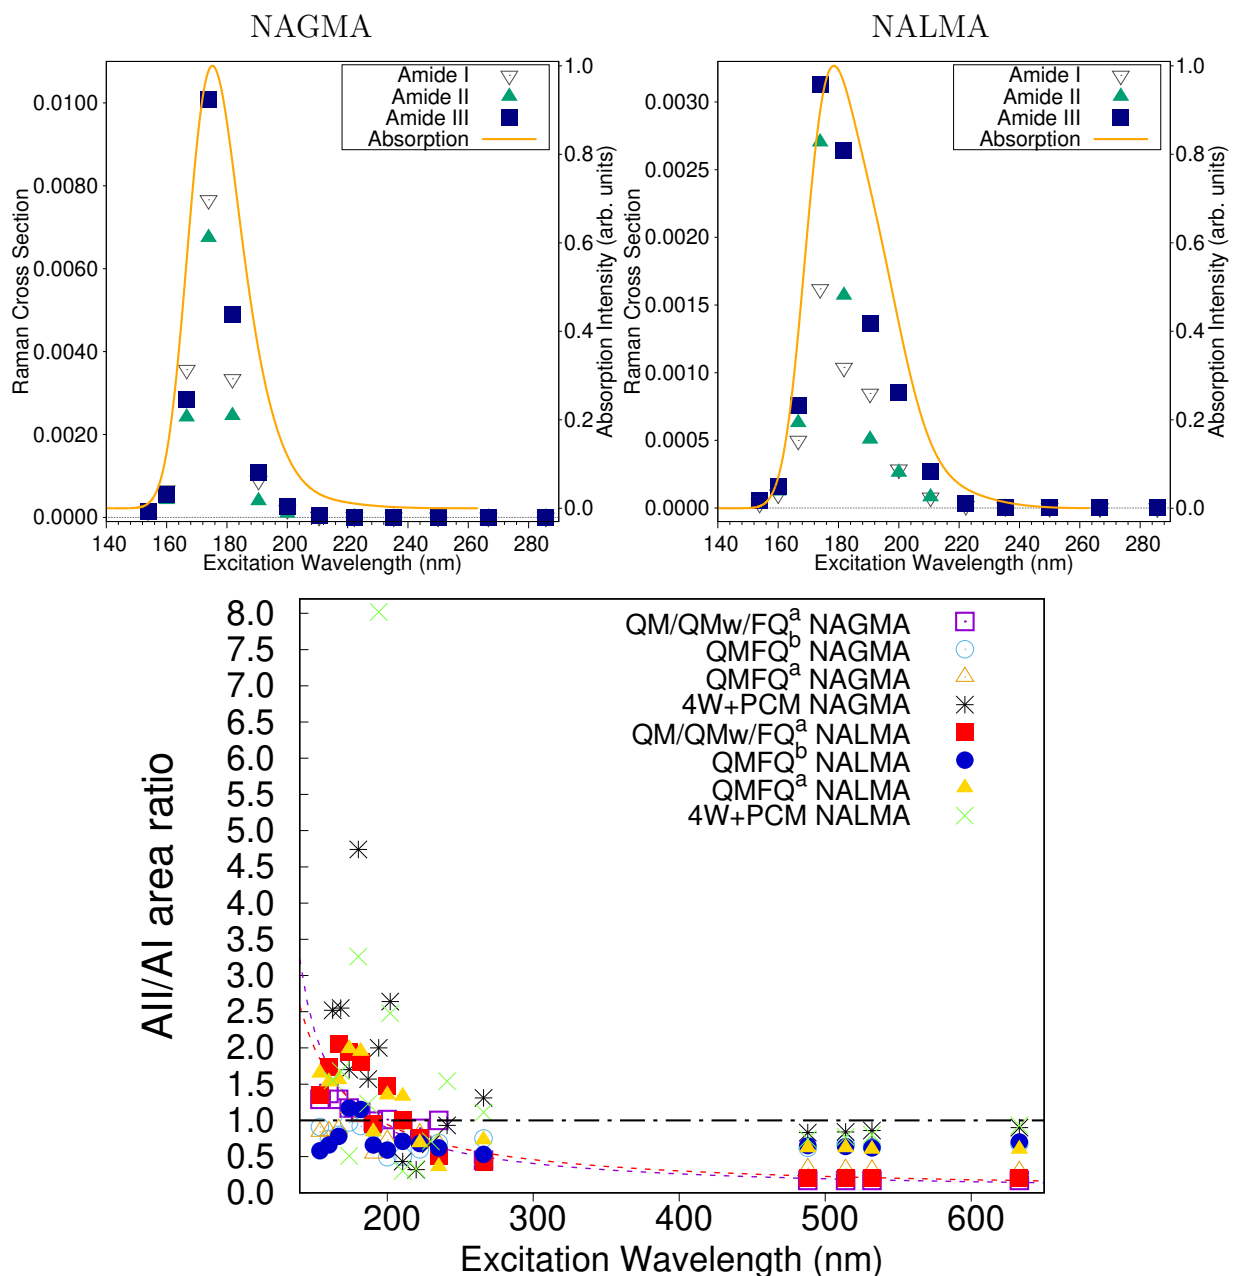 NAGMA
Amide I
Amide II
Amide III
Absorption
0.0100
0.0080
0.0060
0.0040
0.0020
0.0000
Raman Cross Section
1.0
0.8
0.6
0.4
0.2
0.0
Absorption Intensity (arb. units)
140 160 180 200 220 240 260 280
Excitation Wavelength (nm)
NALMA
Amide I
Amide II
Amide III
Absorption
0.0030
0.0025
0.0020
0.0015
0.0010
0.0005
0.0000
Raman Cross Section
1.0
0.8
0.6
0.4
0.2
0.0
Absorption Intensity (arb. units)
140 160 180 200 220 240 260 280
Excitation Wavelength (nm)
QM/QMw/FQᵃ NAGMA
QMFQᵇ NAGMA
QMFQᵃ NAGMA
4W+PCM NAGMA
QM/QMw/FQᵃ NALMA
QMFQᵇ NALMA
QMFQᵃ NALMA
4W+PCM NALMA
8.0
7.5
7.0
6.5
6.0
5.5
5.0
4.5
4.0
3.5
3.0
2.5
2.0
1.5
1.0
0.5
0.0
AII/AI area ratio
200 300 400 500 600
Excitation Wavelength (nm)